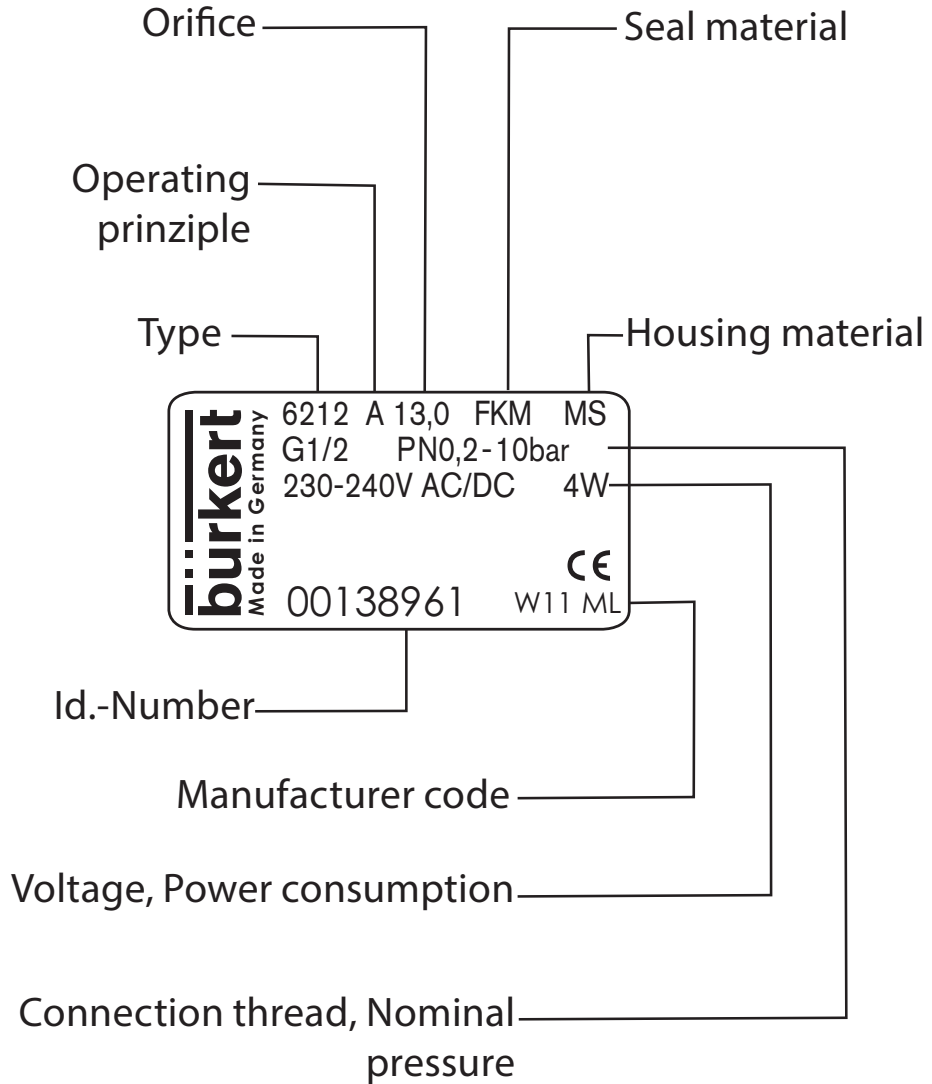 Orifice
Seal material
Operating
prinziple
Type
Housing material
bürkert
Made in Germany
6212 A 13,0 FKM MS
G1/2 PN0,2-10bar
230-240V AC/DC 4W
CE
00138961 W11 ML
Id.-Number
Manufacturer code
Voltage, Power consumption
Connection thread, Nominal
pressure